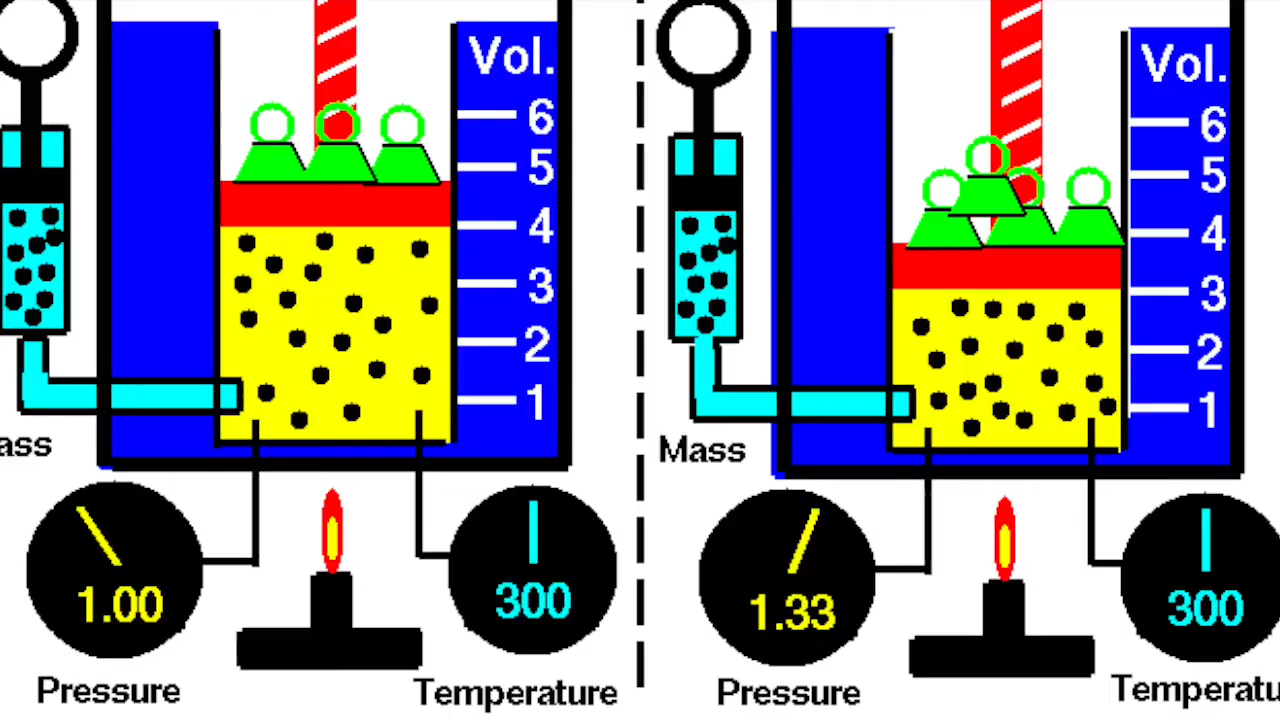 Vol.
6
5
4
3
2
1
ass
1.00
300
Pressure
Temperature
Vol.
6
5
4
3
2
1
Mass
1.33
300
Pressure
Temperatu